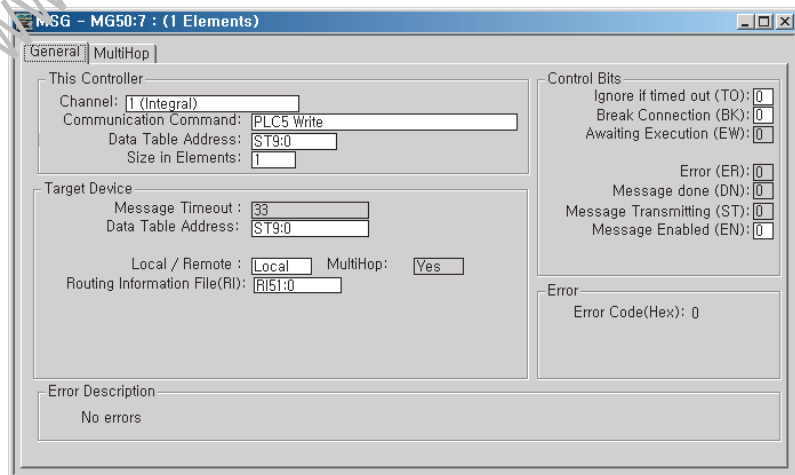 MSG - MG50:7 : (1 Elements)
General MultiHop
This Controller
Channel: 1 (Integral)
Communication Command: PLC5 Write
Data Table Address: ST9:0
Size in Elements: 1
Target Device
Message Timeout : 33
Data Table Address: ST9:0
Local / Remote : Local MultiHop: Yes
Routing Information File(RI): RI51:0
Control Bits
Ignore if timed out (TO): 0
Break Connection (BK): 0
Awaiting Execution (EW): 0
Error (ER): 0
Message done (DN): 0
Message Transmitting (ST): 0
Message Enabled (EN): 0
Error
Error Code(Hex): 0
Error Description
No errors